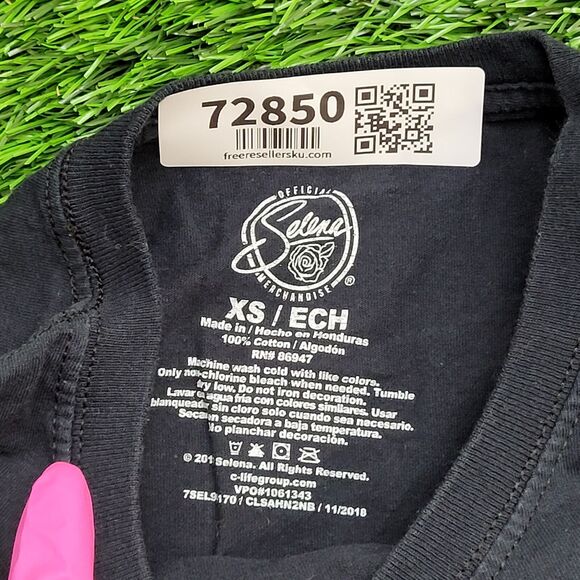 72850
freeresellersku.com
OFFICIAL
Selena
MERCHANDISE ®
XS / ECH
Made in / Hecho en Honduras
100% Cotton / Algodón
RN# 86947
Machine wash cold with like colors.
Only non-chlorine bleach when needed. Tumble
dry low. Do not iron decoration.
Lavar agua fria con colores similares. Usar
blanqueador sin cloro solo cuando sea necesario.
Secar secadora a baja temperatura.
No planchar decoración.
© Selena. All Rights Reserved.
c-lifegroup.com
VPO#1061343
7SEL9170 / CLSAHN2NB / 11/2018